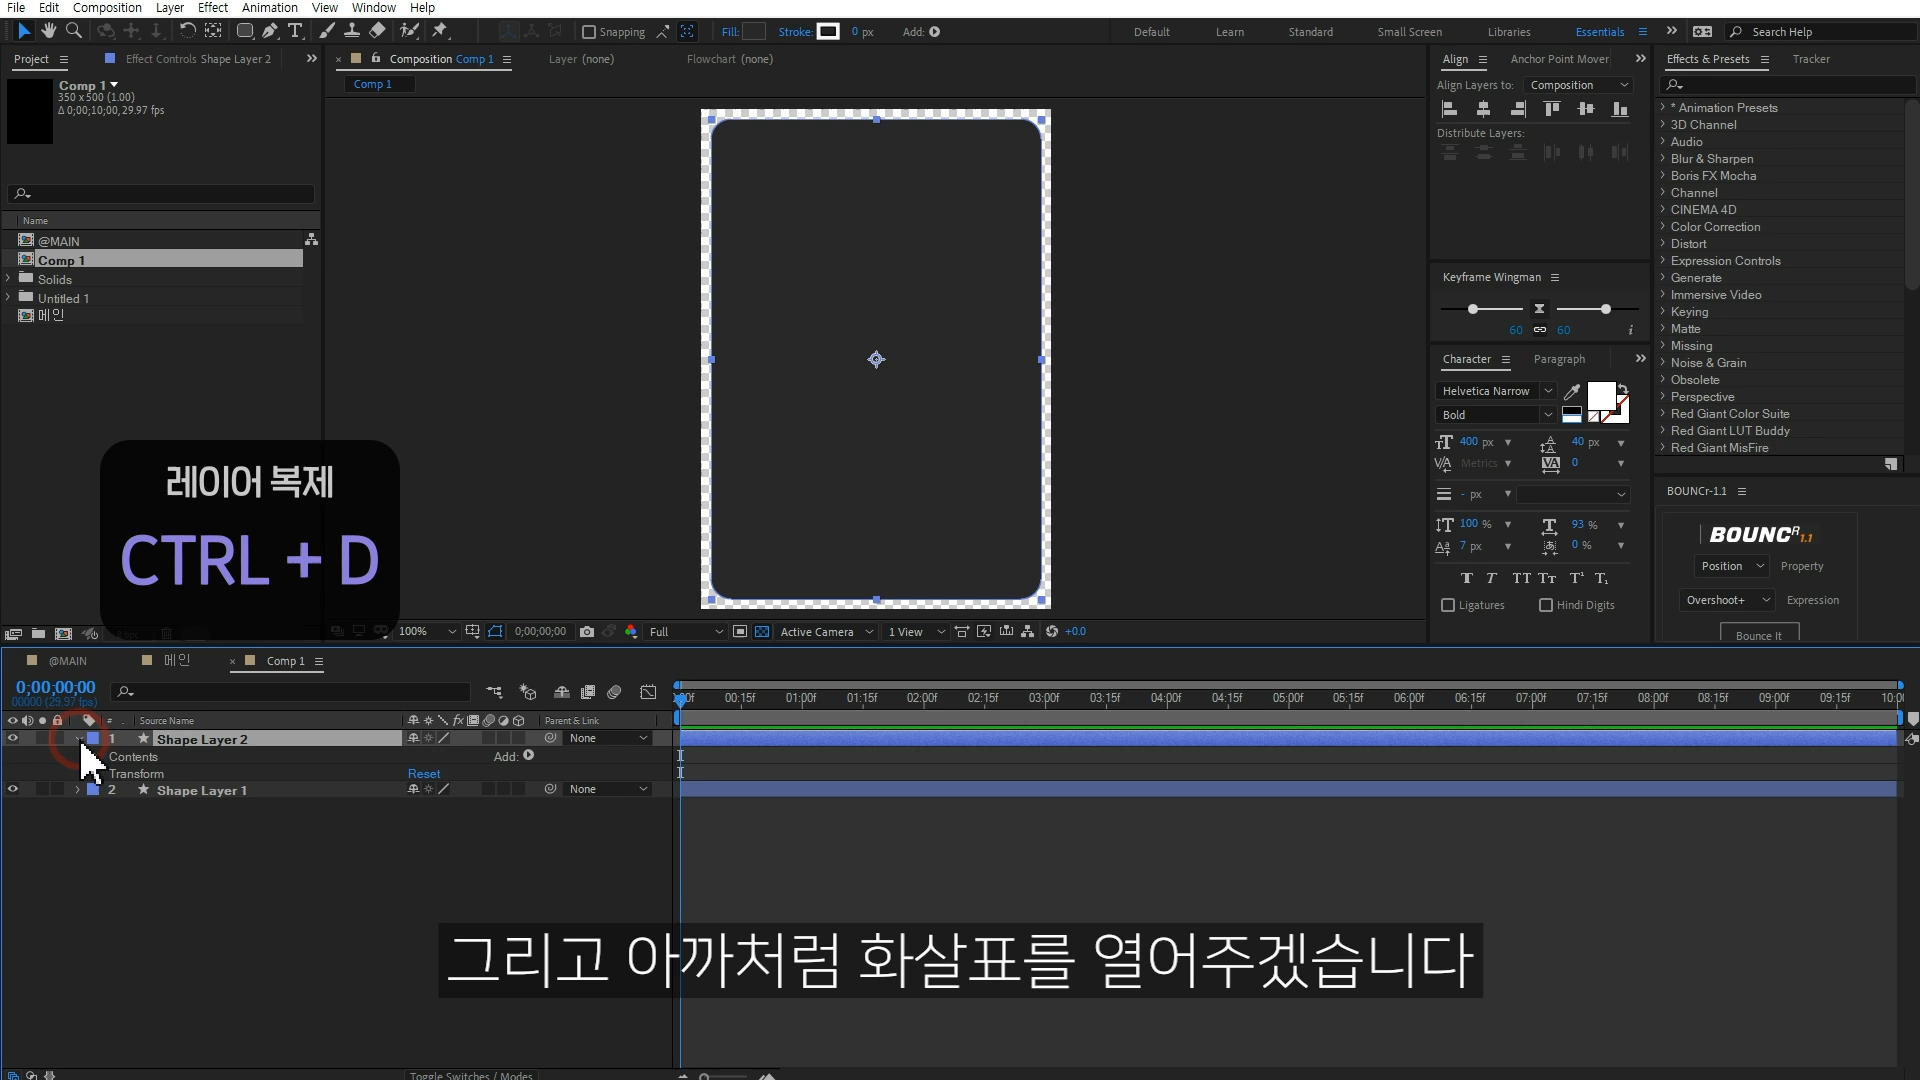 File Edit Composition Layer Effect Animation View Window Help
Snapping Fill: Stroke: 0 px Add: Default Learn Standard Small Screen Libraries Essentials Search Help
Project Effect Controls Shape Layer 2
Composition Comp 1 Layer (none) Flowchart (none)
Align Anchor Point Mover
Effects & Presets Tracker
Comp 1
350 x 500 (1.00)
Δ 0;00;10;00, 29.97 fps
Comp 1
Align Layers to: Composition
Distribute Layers:
Name
@MAIN
Comp 1
Solids
Untitled 1
메인
* Animation Presets
3D Channel
Audio
Blur & Sharpen
Boris FX Mocha
Channel
CINEMA 4D
Color Correction
Distort
Expression Controls
Generate
Immersive Video
Keying
Matte
Missing
Noise & Grain
Obsolete
Perspective
Red Giant Color Suite
Red Giant LUT Buddy
Red Giant MisFire
Keyframe Wingman
60 60
Character Paragraph
Helvetica Narrow
Bold
400 px 40 px
Metrics 0
- px
100 % 93 %
7 px 0 %
Ligatures Hindi Digits
BOUNCr-1.1
BOUNCR 1.1
Position Property
Overshoot+ Expression
Bounce It
레이어 복제
CTRL + D
100% 0;00;00;00 Full Active Camera 1 View +0.0
@MAIN 메인 Comp 1
0;00;00;00
00000 (29.97 fps)
00:15f 01:00f 01:15f 02:00f 02:15f 03:00f 03:15f 04:00f 04:15f 05:00f 05:15f 06:00f 06:15f 07:00f 07:15f 08:00f 08:15f 09:00f 09:15f 10:0
# Source Name Parent & Link
1 Shape Layer 2 None
Contents Add:
Transform Reset
2 Shape Layer 1 None
그리고 아까처럼 화살표를 열어주겠습니다
Toggle Switches / Modes